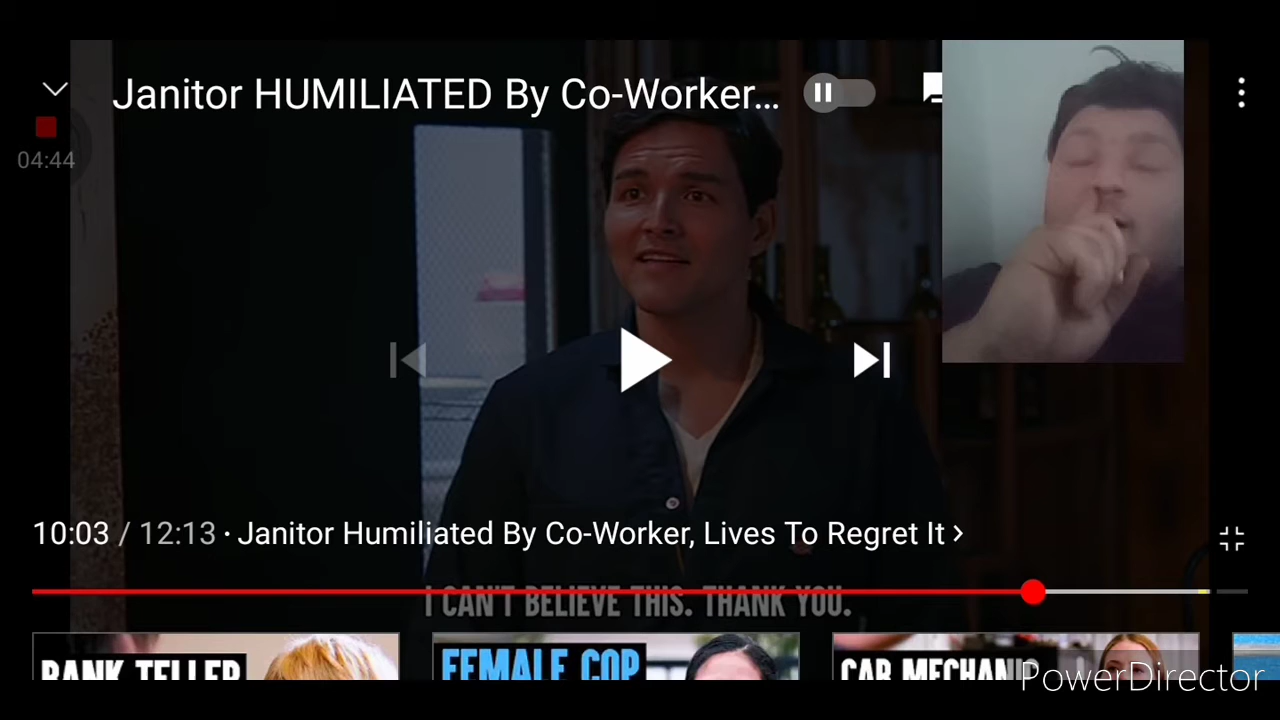 Janitor HUMILIATED By Co-Worker...
04:44
10:03 / 12:13 · Janitor Humiliated By Co-Worker, Lives To Regret It >
I CAN'T BELIEVE THIS. THANK YOU.
BANK TELLER
FEMALE COP
CAR MECHANI
PowerDirector